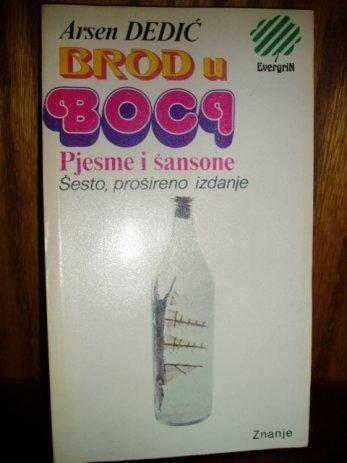 Arsen DEDIĆ
BROD u
BOCI
Pjesme i šansone
Šesto, prošireno izdanje
EvergriN
Znanje